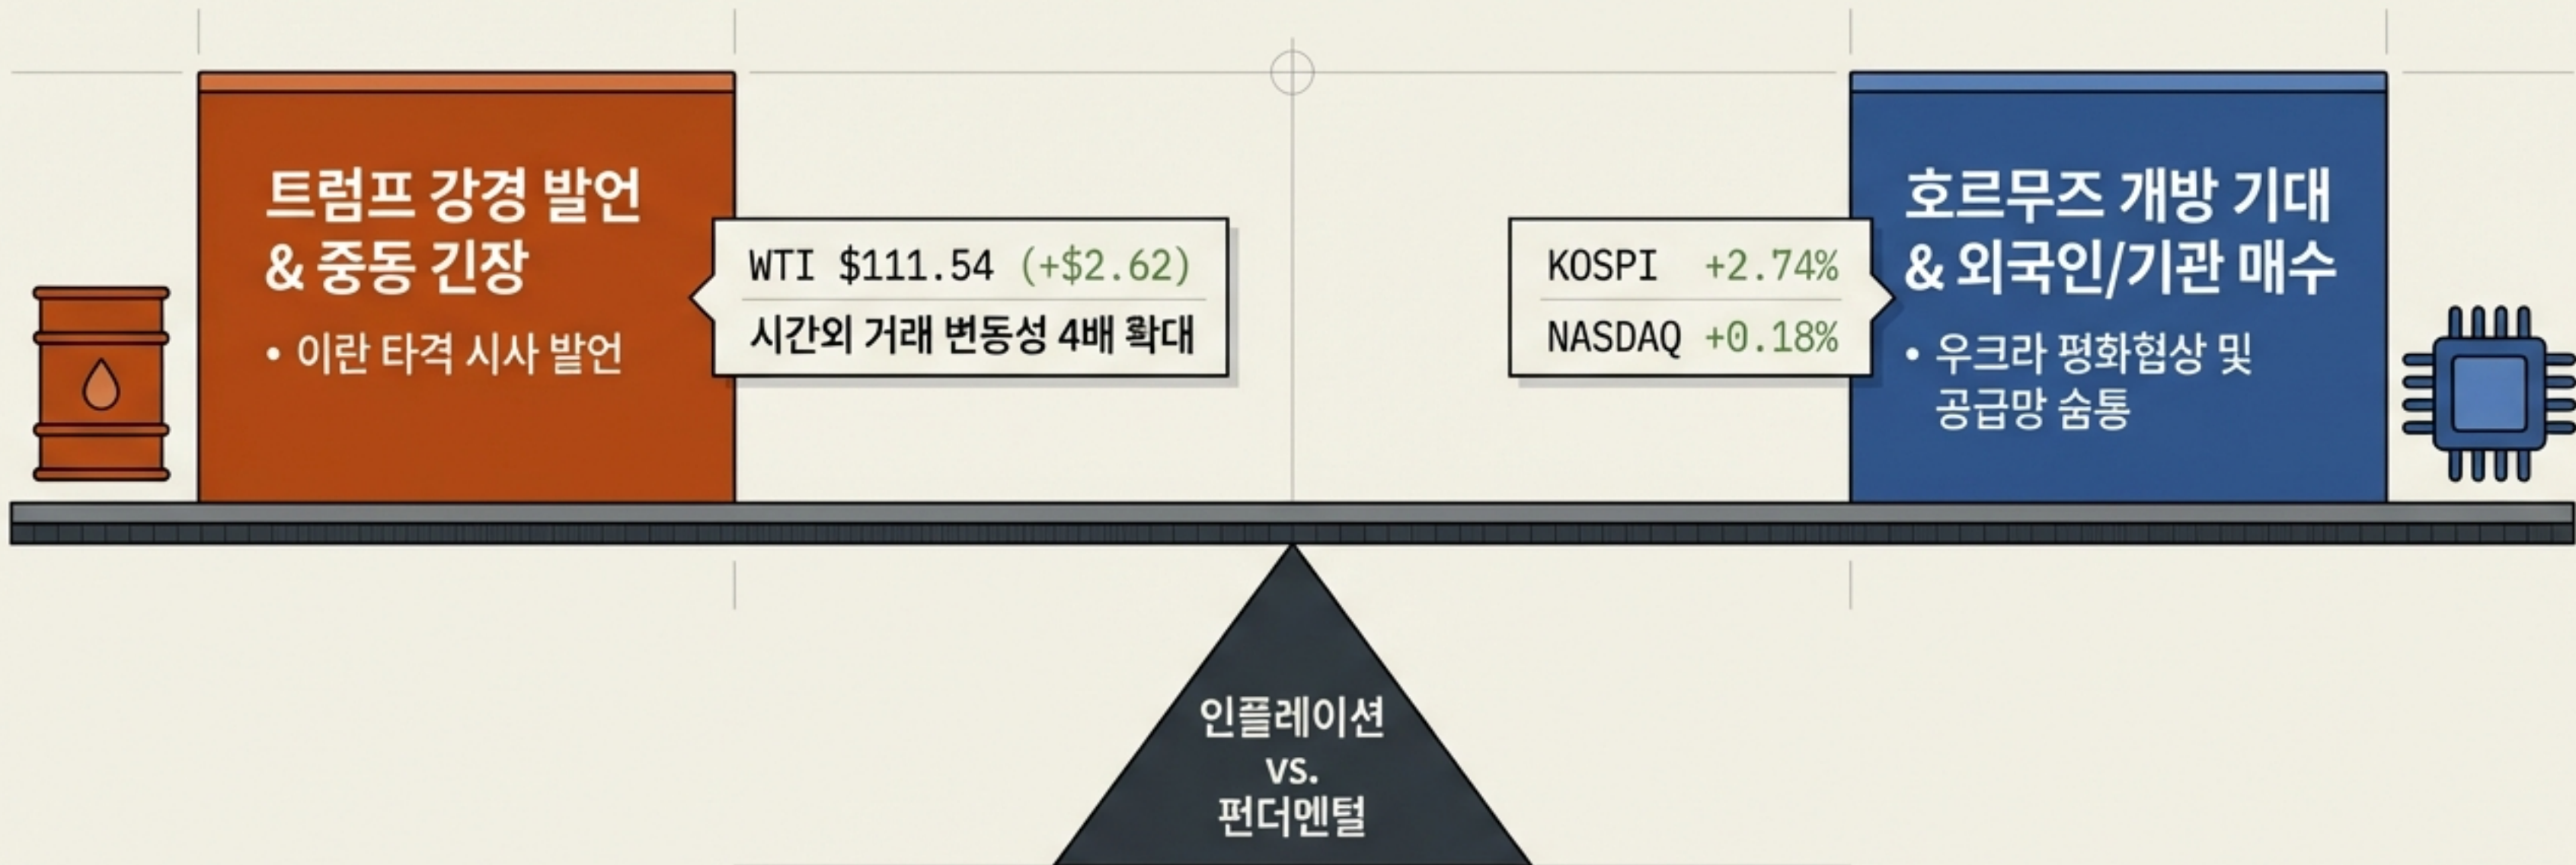 트럼프 강경 발언
& 중동 긴장
• 이란 타격 시사 발언
WTI $111.54 (+$2.62)
시간외 거래 변동성 4배 확대
KOSPI +2.74%
NASDAQ +0.18%
호르무즈 개방 기대
& 외국인/기관 매수
• 우크라 평화협상 및
공급망 숨통
인플레이션
vs.
펀더멘털